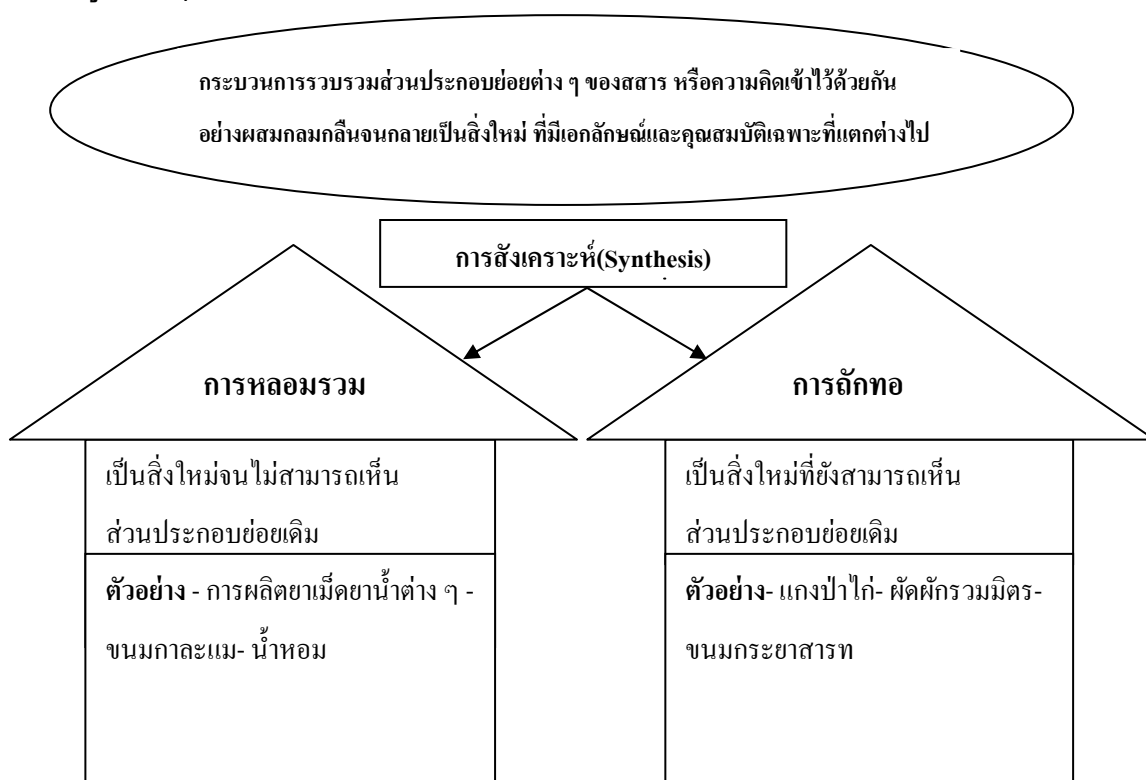 กระบวนการรวบรวมส่วนประกอบย่อยต่าง ๆ ของสสาร หรือความคิดเข้าไว้ด้วยกัน
อย่างผสมกลมกลืนจนกลายเป็นสิ่งใหม่ ที่มีเอกลักษณ์และคุณสมบัติเฉพาะที่แตกต่างไป
การสังเคราะห์(Synthesis)
การหลอมรวม
เป็นสิ่งใหม่จนไม่สามารถเห็น
ส่วนประกอบย่อยเดิม
ตัวอย่าง - การผลิตยาเม็ดยาน้ำต่าง ๆ -
ขนมกาละแม- น้ำหอม
การถักทอ
เป็นสิ่งใหม่ที่ยังสามารถเห็น
ส่วนประกอบย่อยเดิม
ตัวอย่าง- แกงป่าไก่- ผัดผักรวมมิตร-
ขนมกระยาสารท